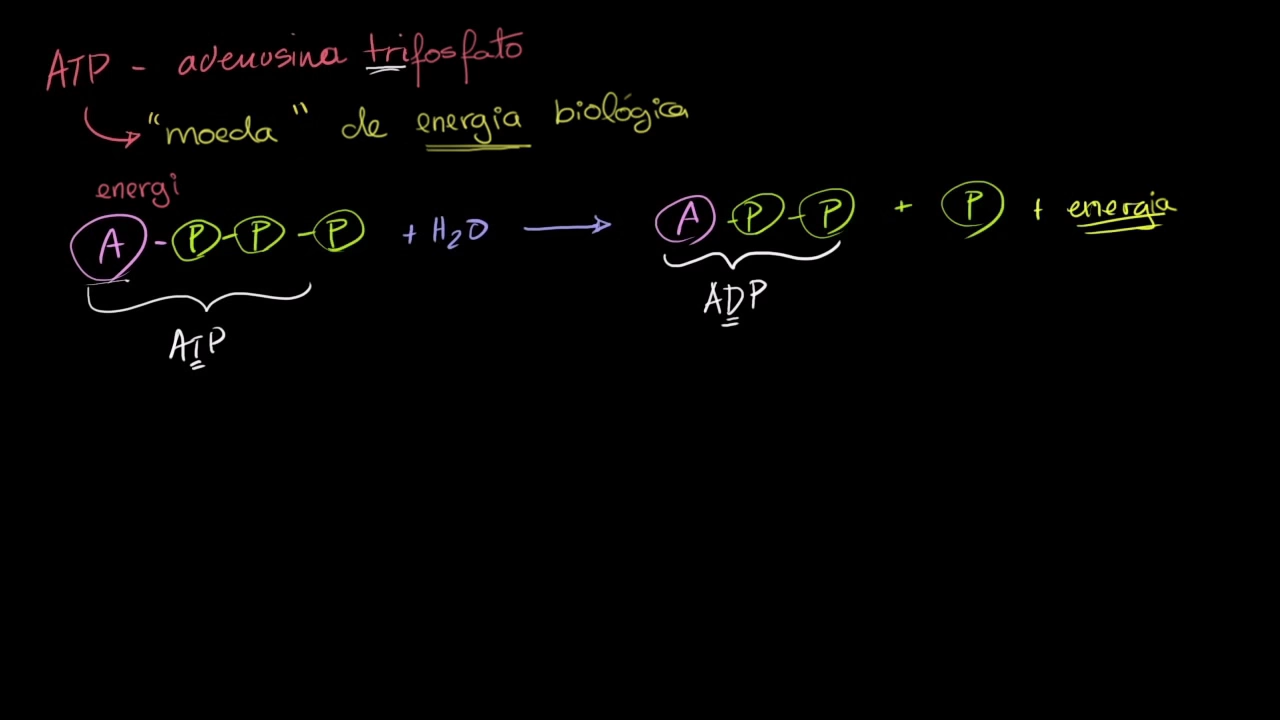 ATP - adenosina trifosfato
"moeda" de energia biológica
energi
A - P - P - P + H₂O → A - P - P + P + energia
ATP ADP